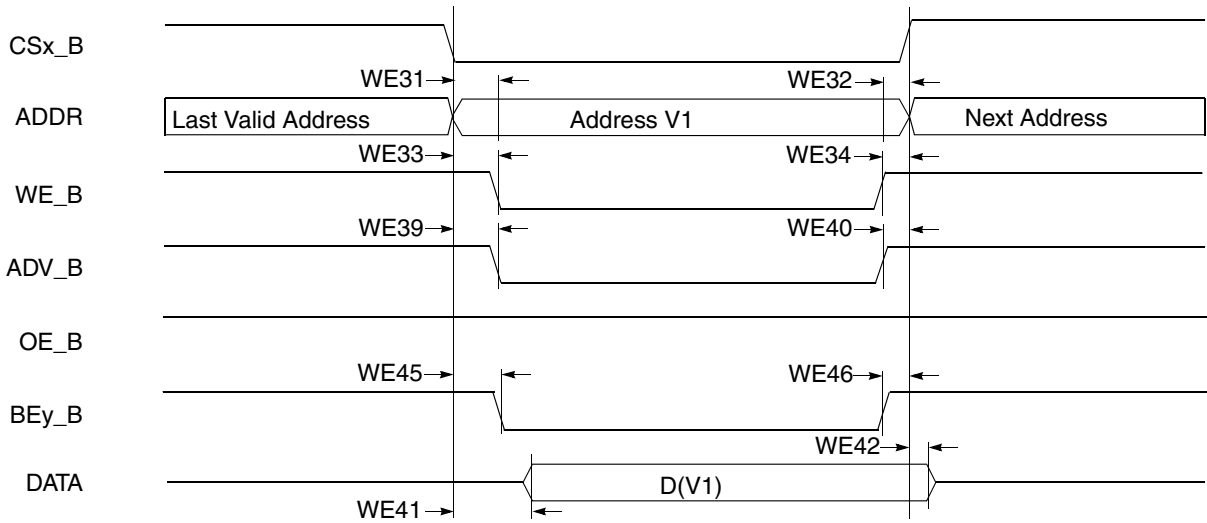 CSx_B
WE31
WE32
ADDR
Last Valid Address
Address V1
Next Address
WE33
WE34
WE_B
WE39
WE40
ADV_B
OE_B
WE45
WE46
BEy_B
WE42
DATA
D(V1)
WE41